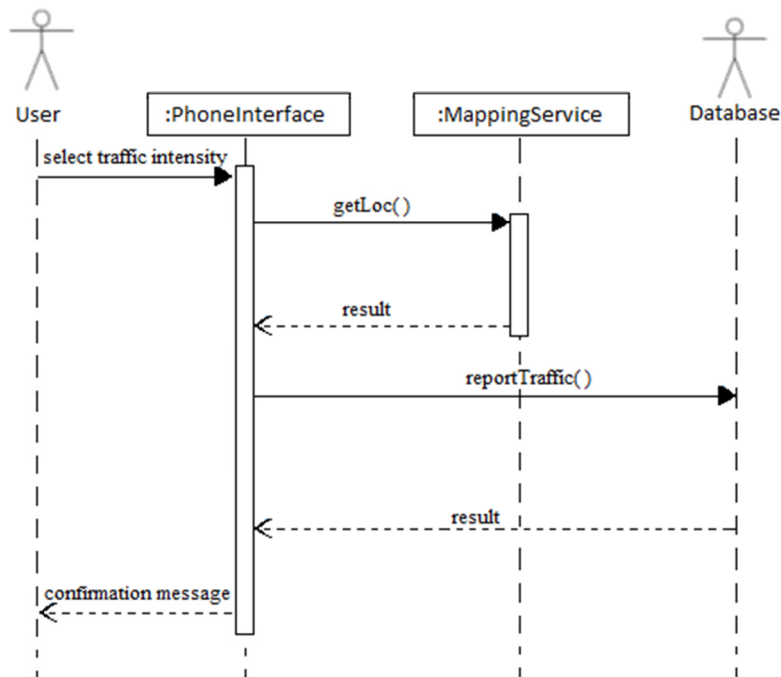 User
:PhoneInterface
:MappingService
Database
select traffic intensity
getLoc( )
result
reportTraffic( )
result
confirmation message